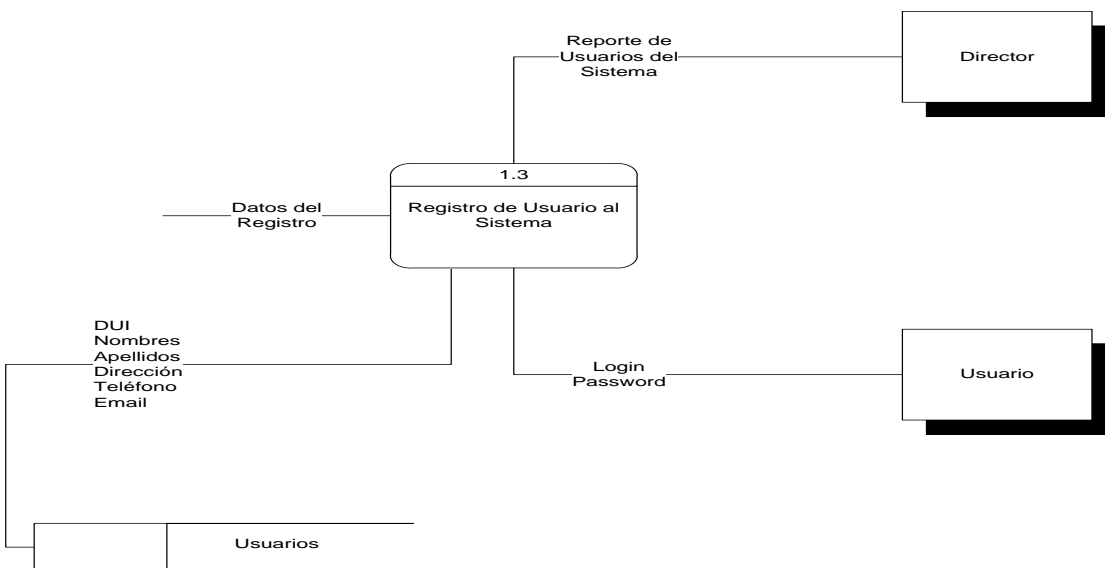 Reporte de
Usuarios del
Sistema
Director
1.3
Registro de Usuario al
Sistema
Datos del
Registro
DUI
Nombres
Apellidos
Dirección
Teléfono
Email
Login
Password
Usuario
Usuarios